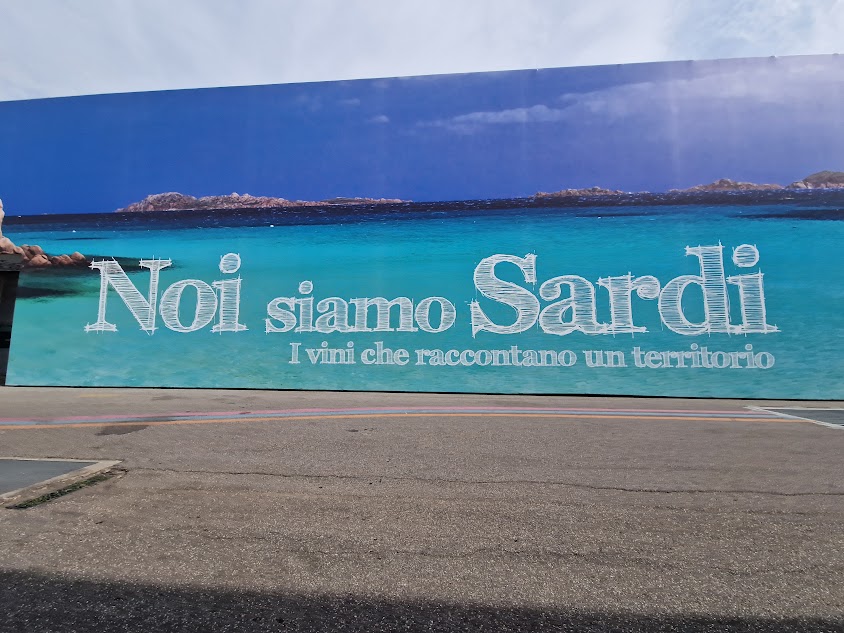 Noi siamo Sardi
I vini che raccontano un territorio